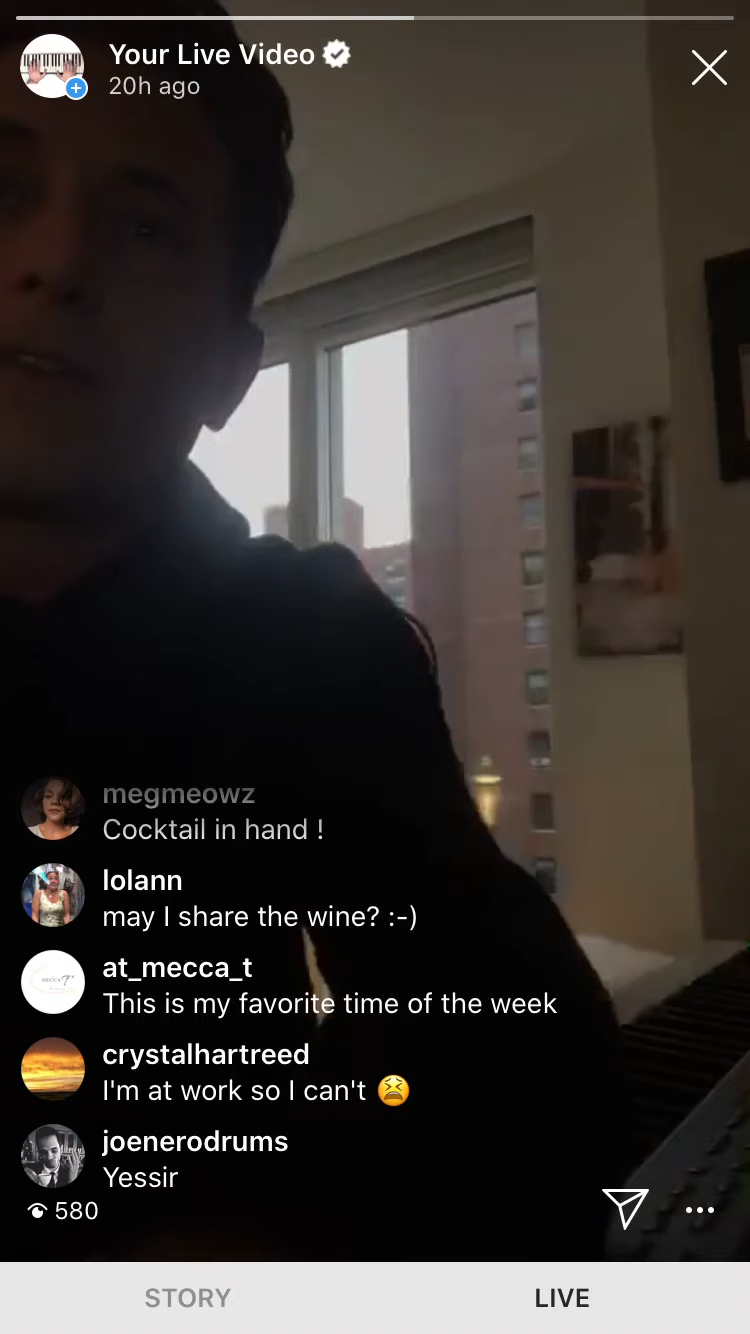 Your Live Video
20h ago
megmeowz
Cocktail in hand !
lolann
may I share the wine? :-)
at_mecca_t
This is my favorite time of the week
crystalhartreed
I'm at work so I can't 😫
joenerodrums
Yessir
580
STORY
LIVE